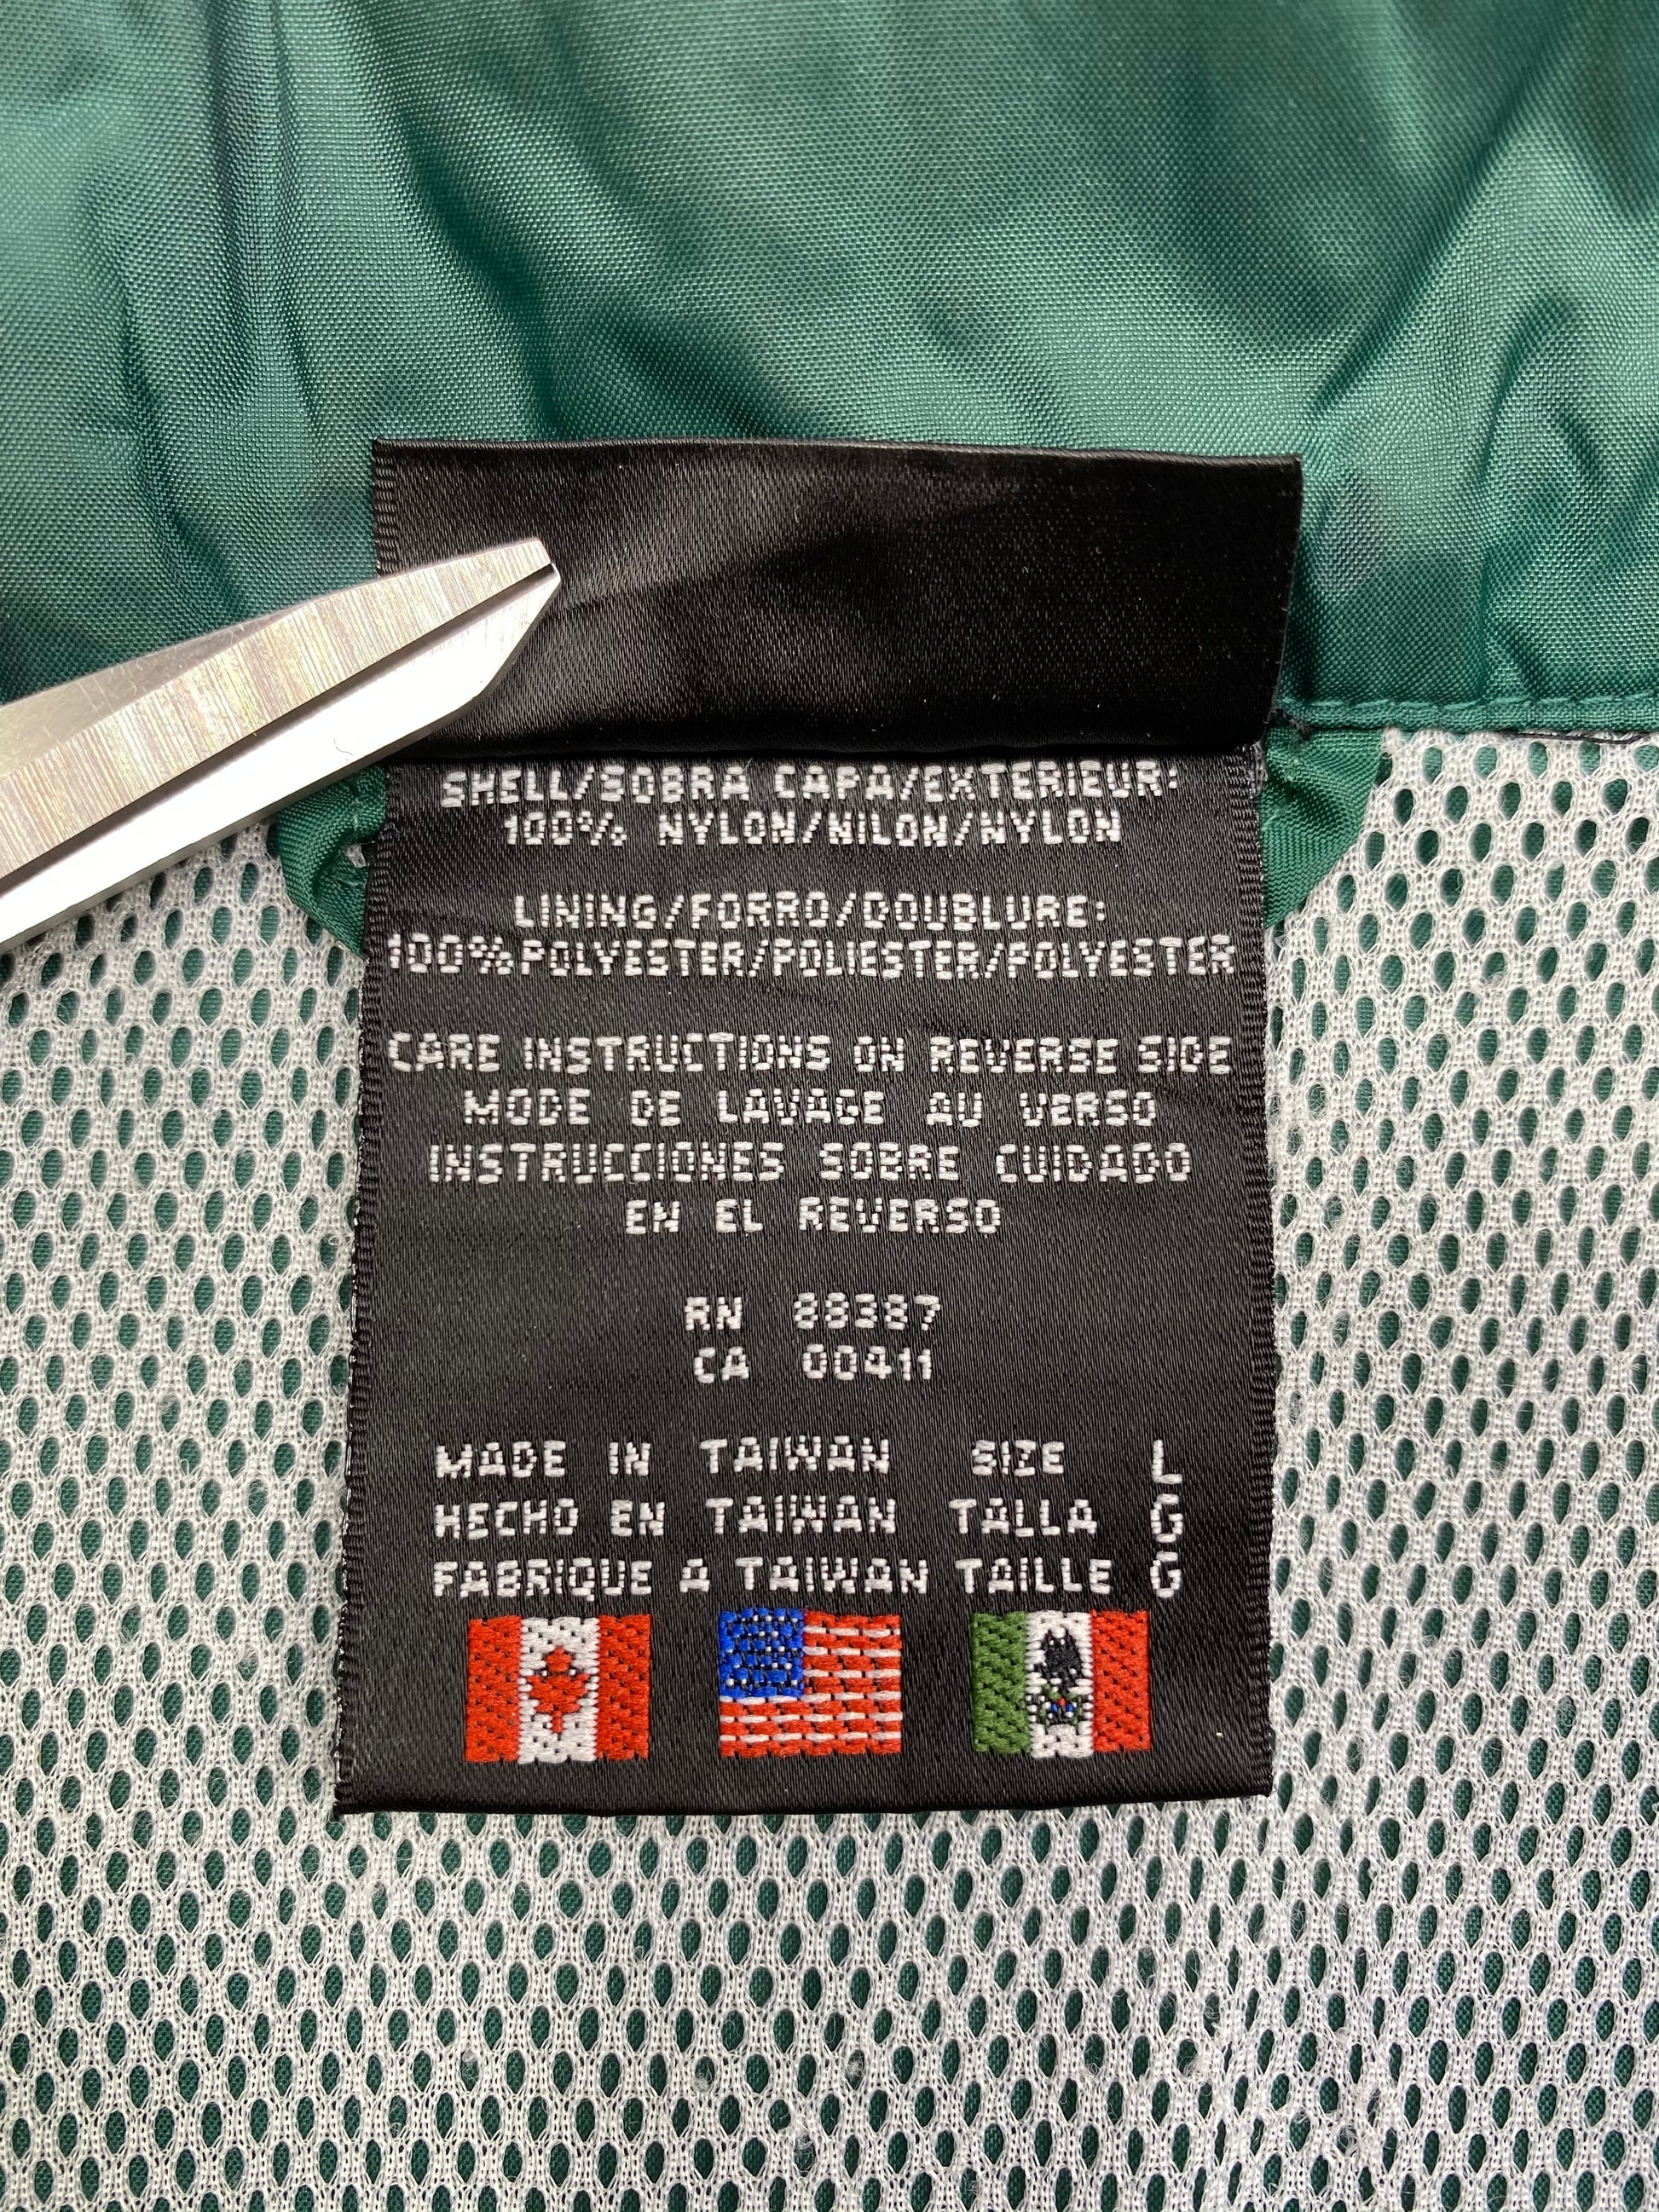 SHELL/SOBRA CAPA/EXTERIEUR:
100% NYLON/NILON/NYLON
LINING/FORRO/DOUBLURE:
100%POLYESTER/POLIESTER/POLYESTER
CARE INSTRUCTIONS ON REVERSE SIDE
MODE DE LAVAGE AU VERSO
INSTRUCCIONES SOBRE CUIDADO
EN EL REVERSO
RN 88387
CA 00411
MADE IN TAIWAN SIZE L
HECHO EN TAIWAN TALLA G
FABRIQUE A TAIWAN TAILLE G